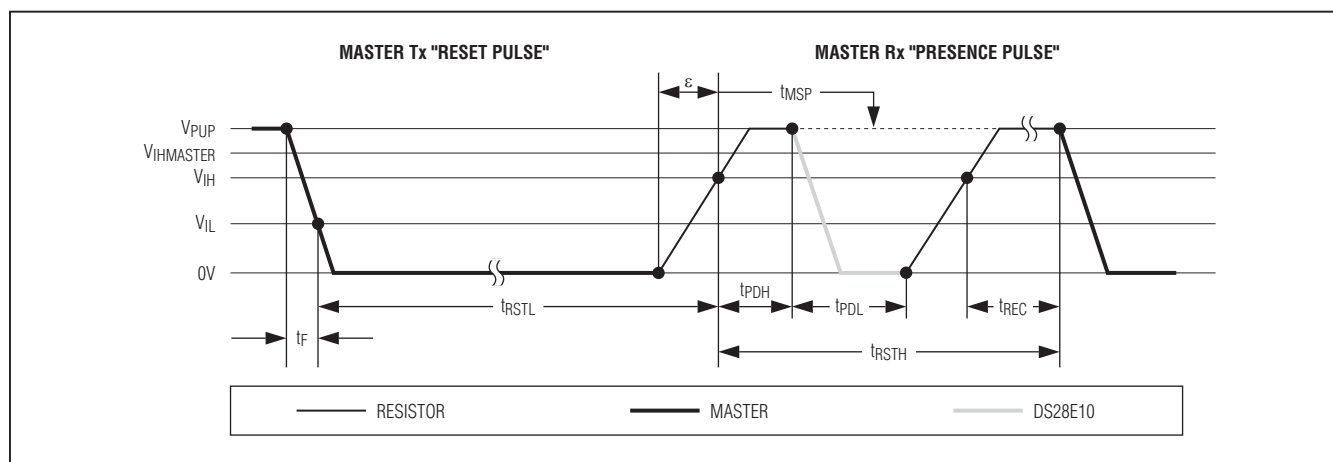 MASTER Tx "RESET PULSE" MASTER Rx "PRESENCE PULSE"
ε tMSP
VPUP
VIHMASTER
VIH
VIL
0V
tRSTL tPDH tPDL tREC
tF tRSTH
RESISTOR MASTER DS28E10